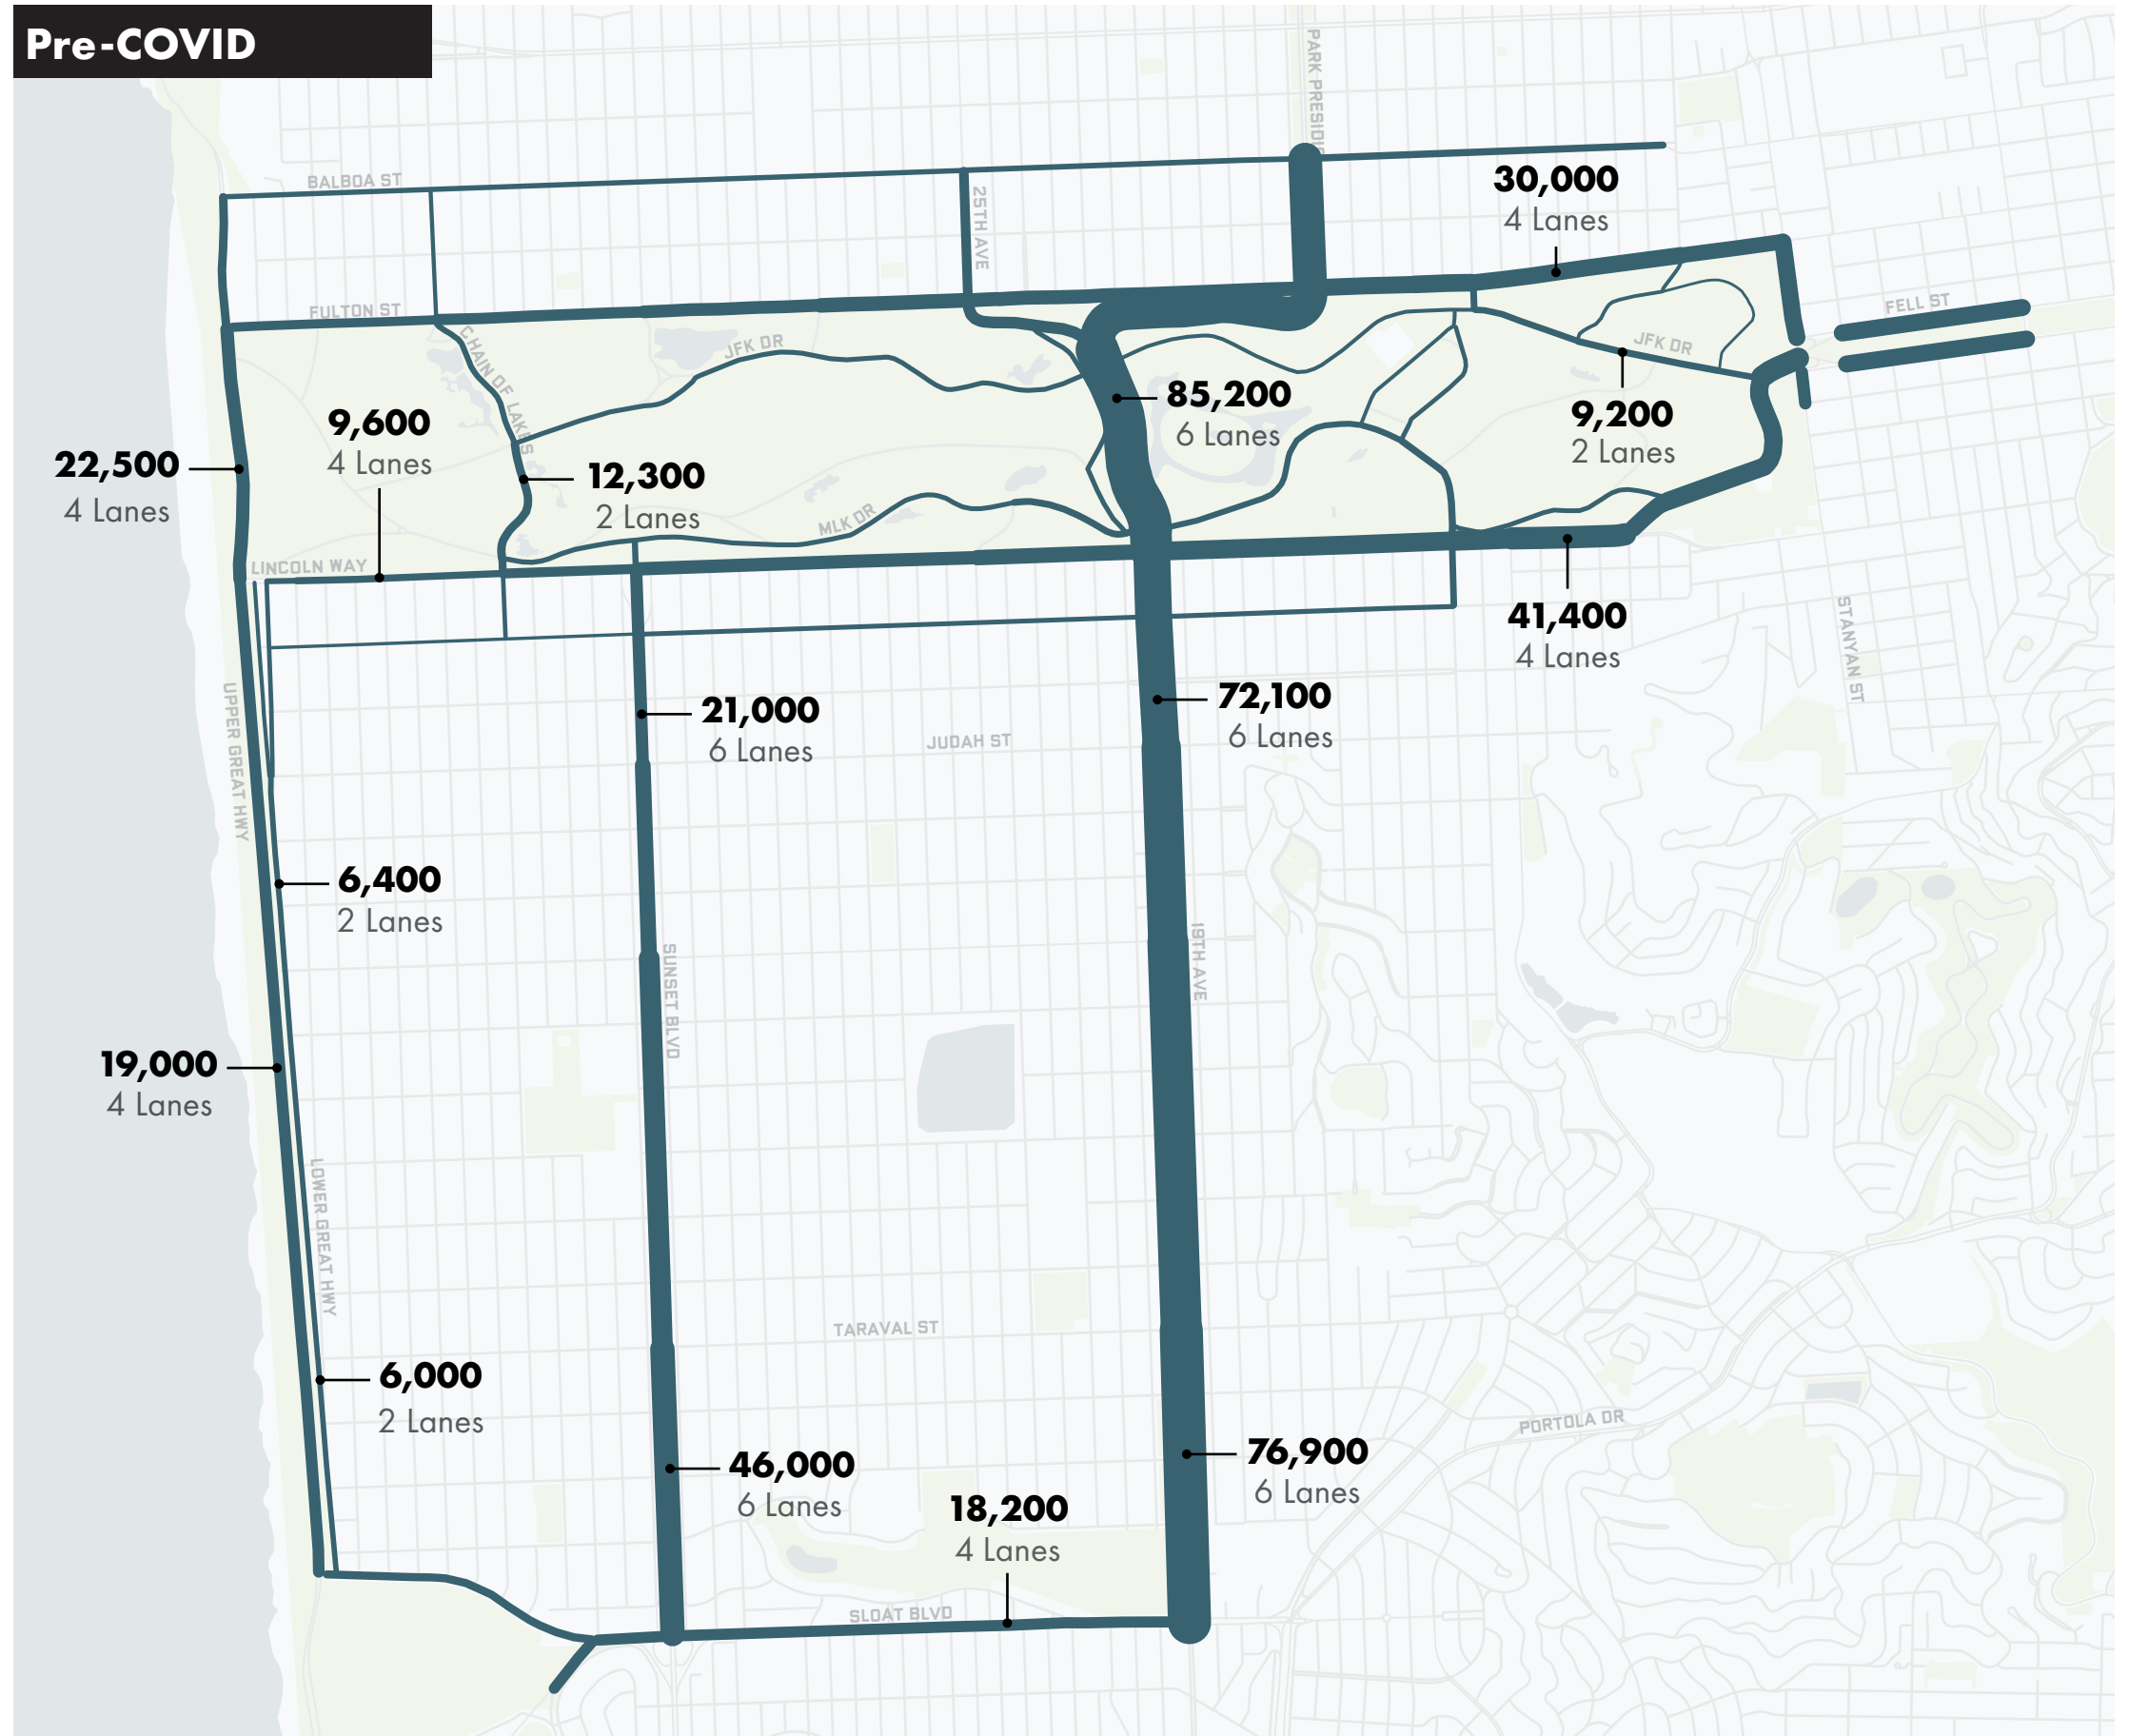 Pre-COVID
PARK PRESIDIO
BALBOA ST
30,000
4 Lanes
25TH AVE
FULTON ST
FELL ST
CHAIN OF LAKES
JFK DR
JFK DR
85,200
6 Lanes
9,200
2 Lanes
9,600
4 Lanes
22,500
4 Lanes
12,300
2 Lanes
MLK DR
LINCOLN WAY
41,400
4 Lanes
STANYAN ST
UPPER GREAT HWY
21,000
6 Lanes
72,100
6 Lanes
JUDAH ST
6,400
2 Lanes
SUNSET BLVD
19TH AVE
19,000
4 Lanes
LOWER GREAT HWY
TARAVAL ST
6,000
2 Lanes
PORTOLA DR
46,000
6 Lanes
76,900
6 Lanes
18,200
4 Lanes
SLOAT BLVD